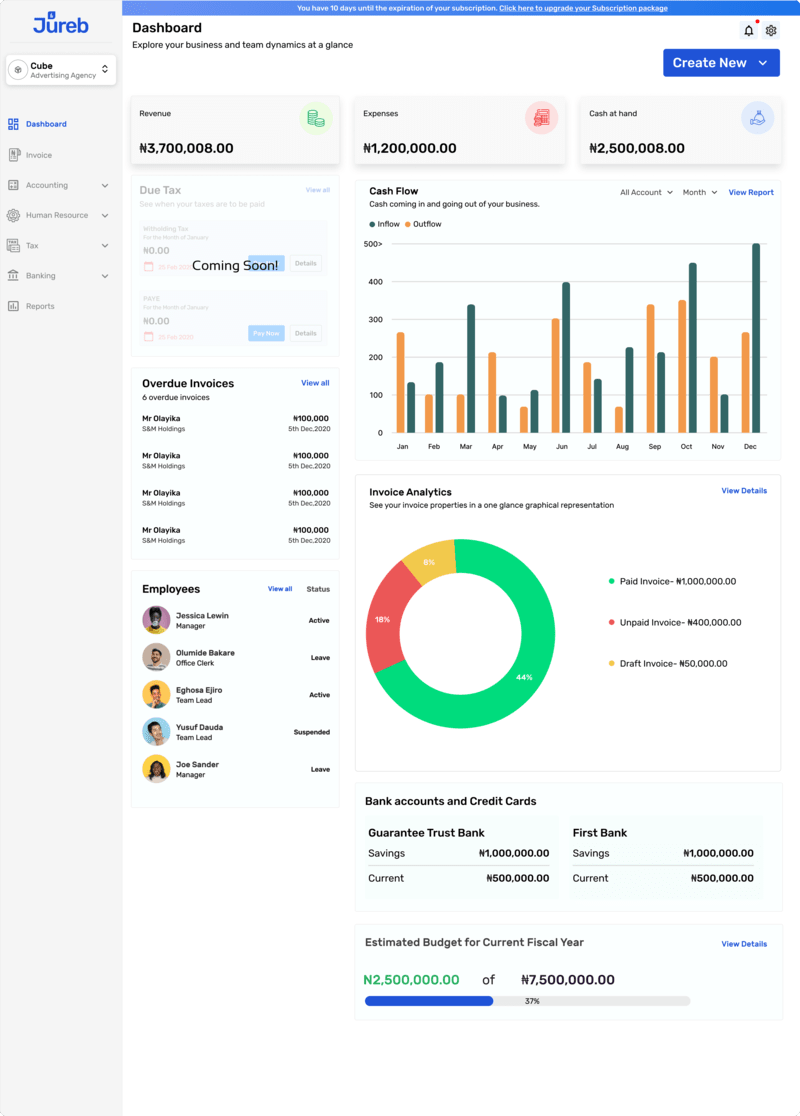 You have 10 days until the expiration of your subscription. Click here to upgrade your Subscription package
Jureb
Dashboard
Explore your business and team dynamics at a glance
Cube
Advertising Agency
Create New
Dashboard
Invoice
Accounting
Human Resource
Tax
Banking
Reports
Revenue
₦3,700,008.00
Expenses
₦1,200,000.00
Cash at hand
₦2,500,008.00
Due Tax
View all
See when your taxes are to be paid
Witholding Tax
For the Month of January
₦0.00
Details
Coming Soon!
PAYE
For the Month of January
₦0.00
25 Feb 2020
Pay Now
Details
Overdue Invoices
View all
6 overdue invoices
Mr Olayika ₦100,000
S&M Holdings 5th Dec,2020
Mr Olayika ₦100,000
S&M Holdings 5th Dec,2020
Mr Olayika ₦100,000
S&M Holdings 5th Dec,2020
Mr Olayika ₦100,000
S&M Holdings 5th Dec,2020
Employees View all Status
Jessica Lewin
Manager
Active
Olumide Bakare
Office Clerk
Leave
Eghosa Ejiro
Team Lead
Active
Yusuf Dauda
Team Lead
Suspended
Joe Sander
Manager
Leave
Cash Flow
All Account Month View Report
Cash coming in and going out of your business.
Inflow Outflow
500>
400
300
200
100
0
Jan Feb Mar Apr May Jun Jul Aug Sep Oct Nov Dec
Invoice Analytics
View Details
See your invoice properties in a one glance graphical representation
8%
18%
44%
Paid Invoice- ₦1,000,000.00
Unpaid Invoice- ₦400,000.00
Draft Invoice- ₦50,000.00
Bank accounts and Credit Cards
Guarantee Trust Bank
Savings ₦1,000,000.00
Current ₦500,000.00
First Bank
Savings ₦1,000,000.00
Current ₦500,000.00
Estimated Budget for Current Fiscal Year
View Details
N2,500,000.00 of ₦7,500,000.00
37%